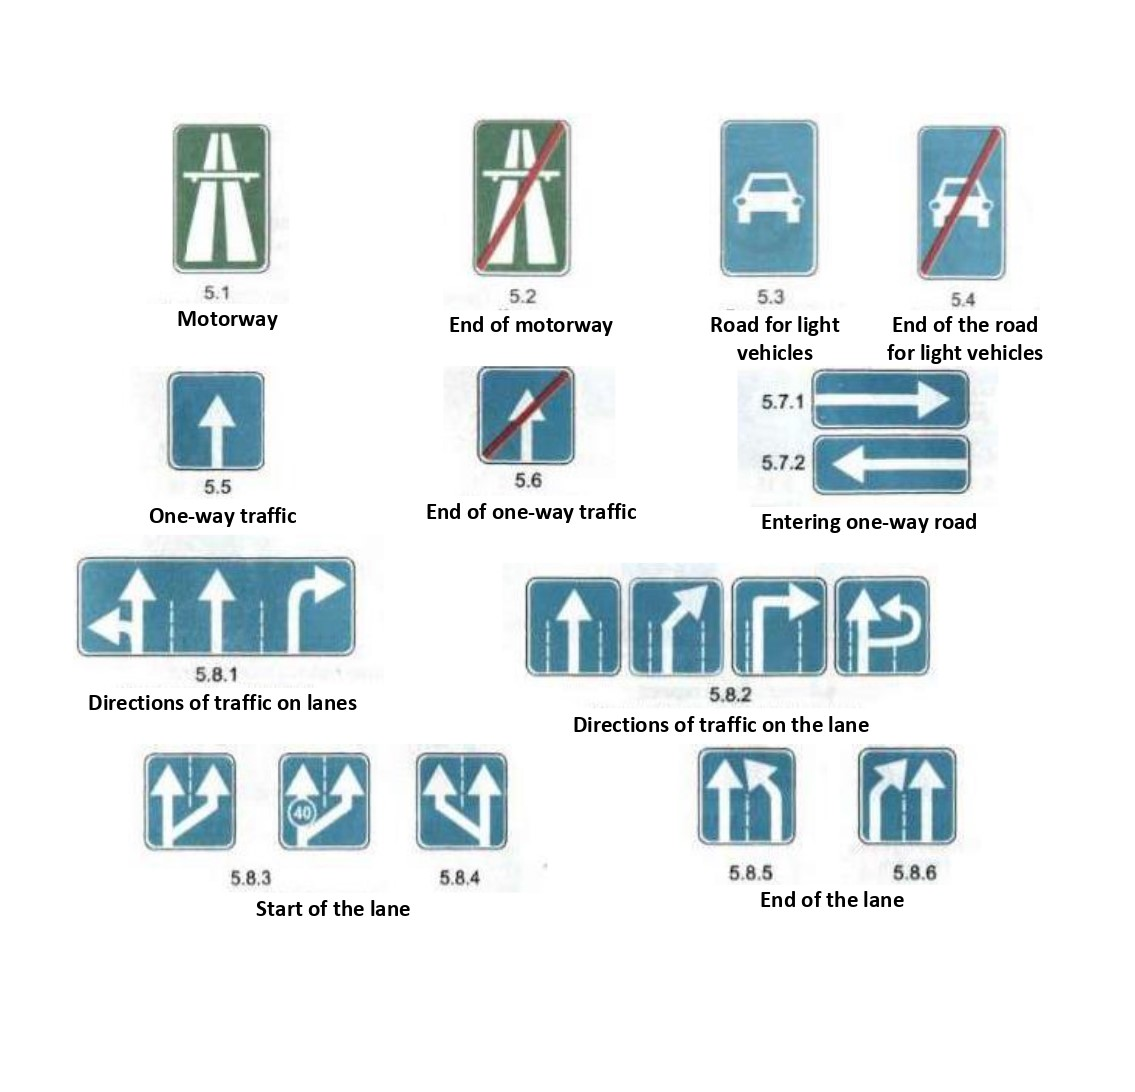 5.1
Motorway
5.2
End of motorway
5.3
Road for light
vehicles
5.4
End of the road
for light vehicles
5.5
One-way traffic
5.6
End of one-way traffic
5.7.1
5.7.2
Entering one-way road
5.8.1
Directions of traffic on lanes
5.8.2
Directions of traffic on the lane
40
5.8.3
5.8.4
Start of the lane
5.8.5
5.8.6
End of the lane